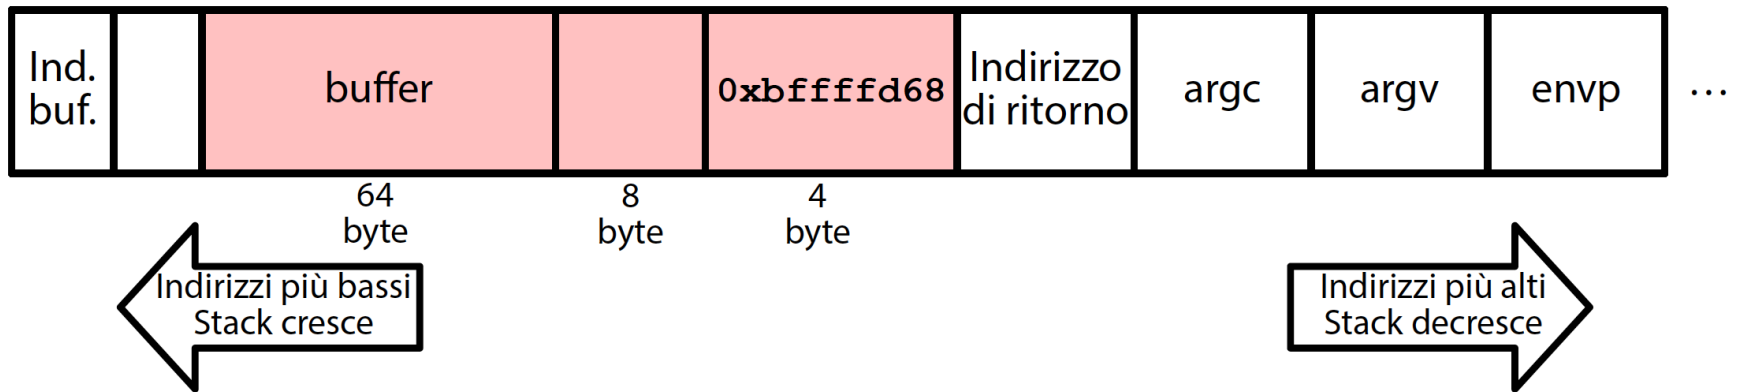 Ind.
buf.
buffer
0xbffffd68
Indirizzo
di ritorno
argc
argv
envp
...
64
byte
8
byte
4
byte
Indirizzi più bassi
Stack cresce
Indirizzi più alti
Stack decresce